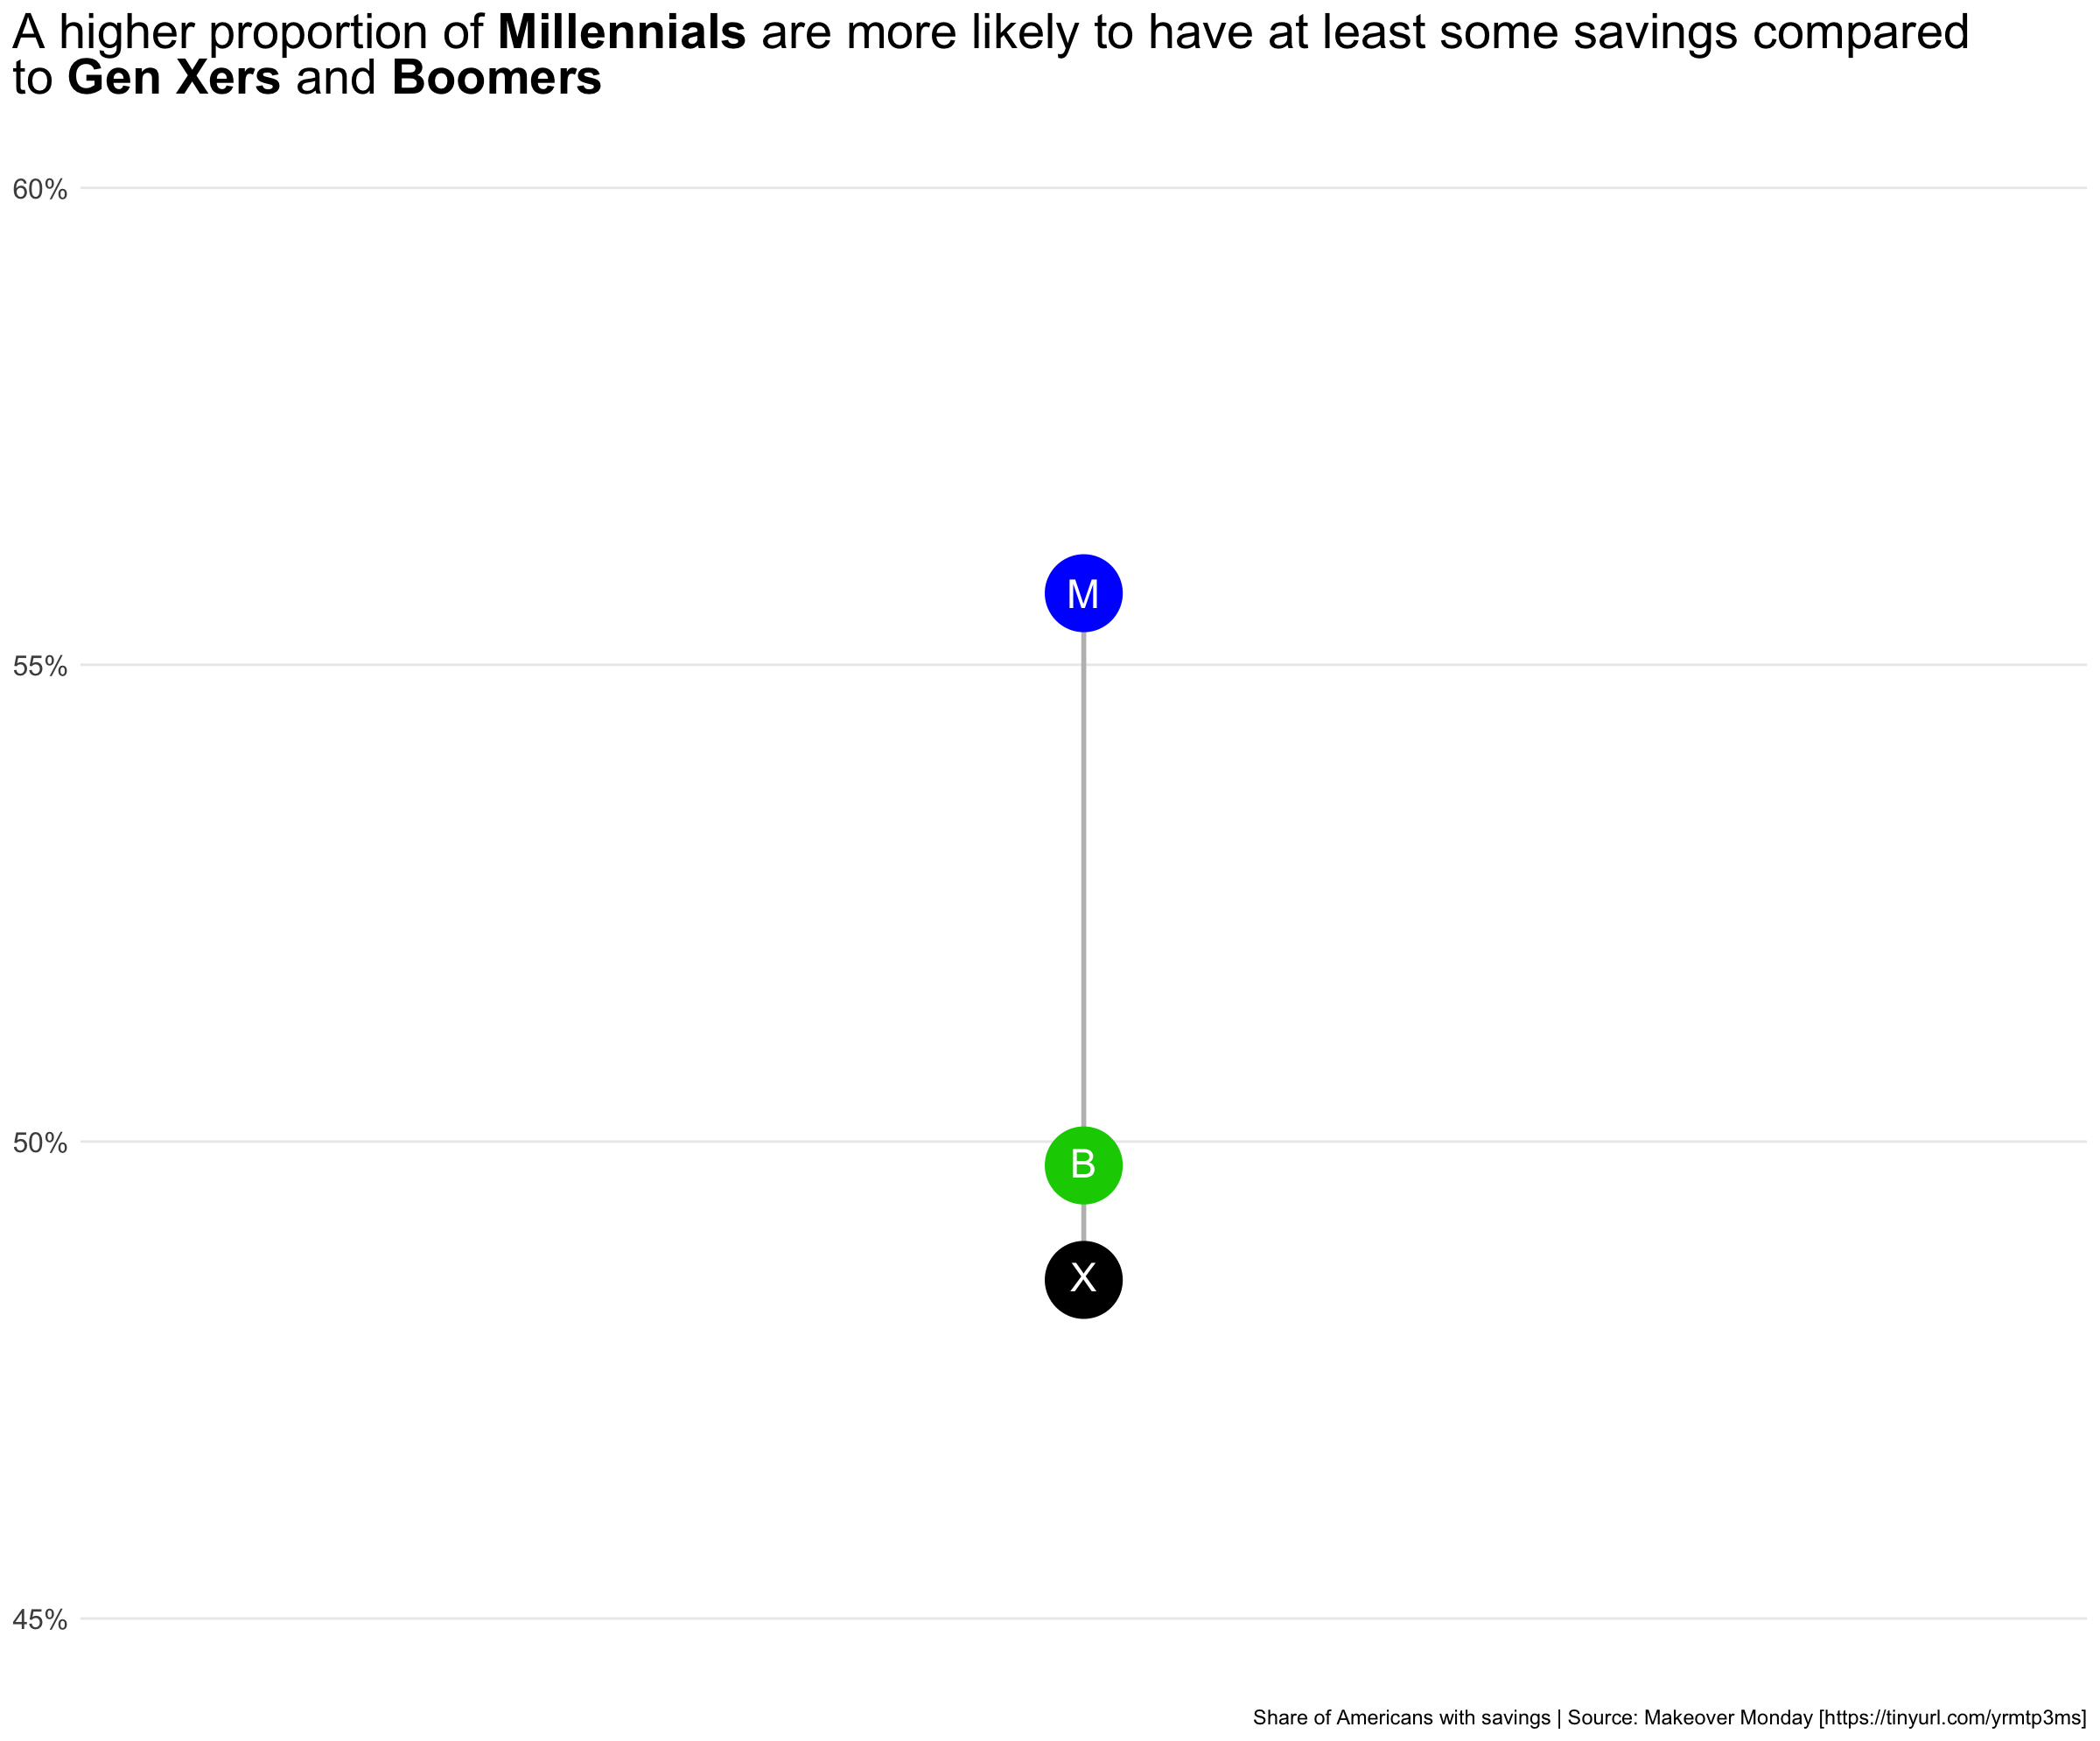 A higher proportion of Millennials are more likely to have at least some savings compared
to Gen Xers and Boomers
60%
M
55%
50%
B
X
45%
Share of Americans with savings | Source: Makeover Monday [https://tinyurl.com/yrmtp3ms]